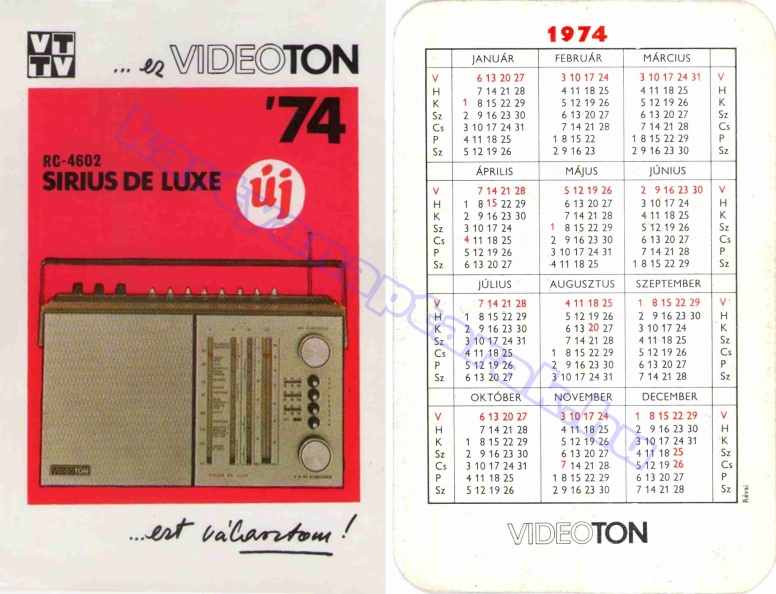 VT
TV
... ez VIDEOTON
'74
RC-4602
SIRIUS DE LUXE
új
VIDEOTON
SIRIUS DE LUXE
...ezt választom!
kartyanaptarok.hu
1974
JANUÁR FEBRUÁR MÁRCIUS
V 6 13 20 27 3 10 17 24 3 10 17 24 31 V
H 7 14 21 28 4 11 18 25 4 11 18 25 H
K 1 8 15 22 29 5 12 19 26 5 12 19 26 K
Sz 2 9 16 23 30 6 13 20 27 6 13 20 27 Sz
Cs 3 10 17 24 31 7 14 21 28 7 14 21 28 Cs
P 4 11 18 25 1 8 15 22 1 8 15 22 29 P
Sz 5 12 19 26 2 9 16 23 2 9 16 23 30 Sz
ÁPRILIS MÁJUS JÚNIUS
V 7 14 21 28 5 12 19 26 2 9 16 23 30 V
H 1 8 15 22 29 6 13 20 27 3 10 17 24 H
K 2 9 16 23 30 7 14 21 28 4 11 18 25 K
Sz 3 10 17 24 1 8 15 22 29 5 12 19 26 Sz
Cs 4 11 18 25 2 9 16 23 30 6 13 20 27 Cs
P 5 12 19 26 3 10 17 24 31 7 14 21 28 P
Sz 6 13 20 27 4 11 18 25 1 8 15 22 29 Sz
JÚLIUS AUGUSZTUS SZEPTEMBER
V 7 14 21 28 4 11 18 25 1 8 15 22 29 V
H 1 8 15 22 29 5 12 19 26 2 9 16 23 30 H
K 2 9 16 23 30 6 13 20 27 3 10 17 24 K
Sz 3 10 17 24 31 7 14 21 28 4 11 18 25 Sz
Cs 4 11 18 25 1 8 15 22 29 5 12 19 26 Cs
P 5 12 19 26 2 9 16 23 30 6 13 20 27 P
Sz 6 13 20 27 3 10 17 24 31 7 14 21 28 Sz
OKTÓBER NOVEMBER DECEMBER
V 6 13 20 27 3 10 17 24 1 8 15 22 29 V
H 7 14 21 28 4 11 18 25 2 9 16 23 30 H
K 1 8 15 22 29 5 12 19 26 3 10 17 24 31 K
Sz 2 9 16 23 30 6 13 20 27 4 11 18 25 Sz
Cs 3 10 17 24 31 7 14 21 28 5 12 19 26 Cs
P 4 11 18 25 1 8 15 22 29 6 13 20 27 P
Sz 5 12 19 26 2 9 16 23 30 7 14 21 28 Sz
Révai
VIDEOTON